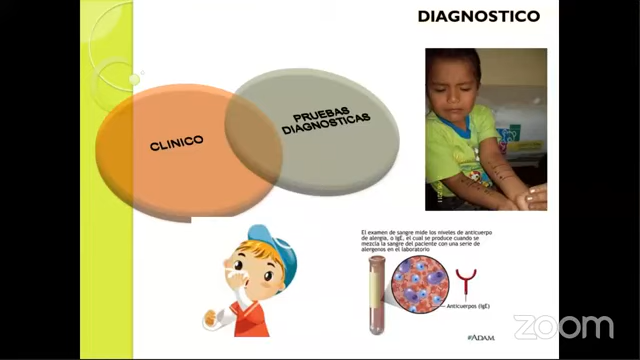 DIAGNOSTICO
CLINICO
PRUEBAS
DIAGNOSTICAS
El examen de sangre mide los niveles de anticuerpo
de alergia, o IgE, el cual se produce cuando se
mezcla la sangre del paciente con una serie de
alergenos en el laboratorio
Anticuerpos (IgE)
ADAM
zoom